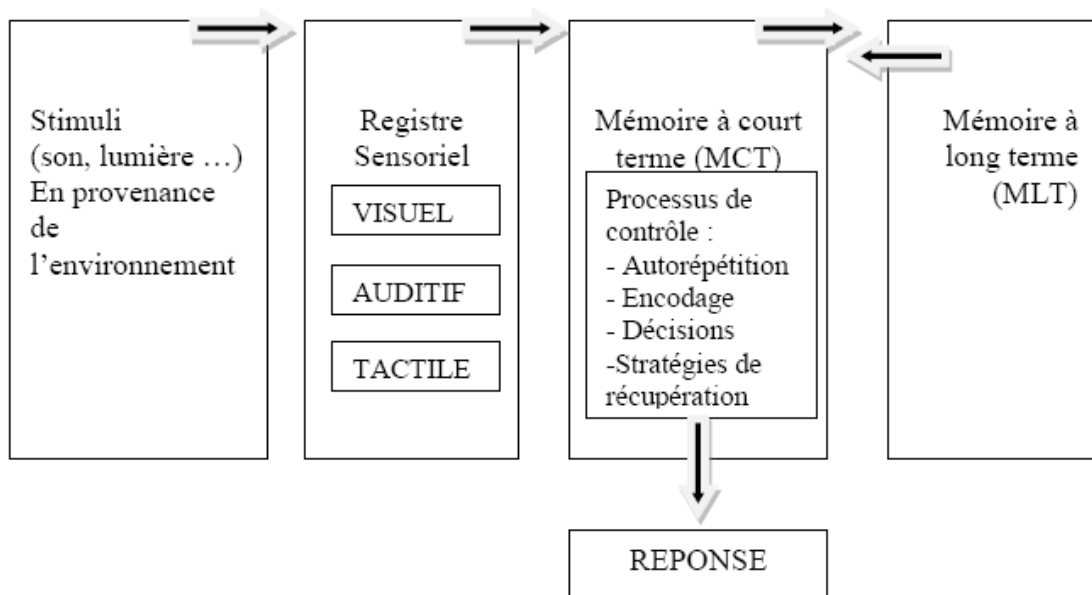 Stimuli
(son, lumière …)
En provenance
de
l’environnement
Registre
Sensoriel
VISUEL
AUDITIF
TACTILE
Mémoire à court
terme (MCT)
Processus de
contrôle :
- Autorépétition
- Encodage
- Décisions
-Stratégies de
récupération
Mémoire à
long terme
(MLT)
REPONSE